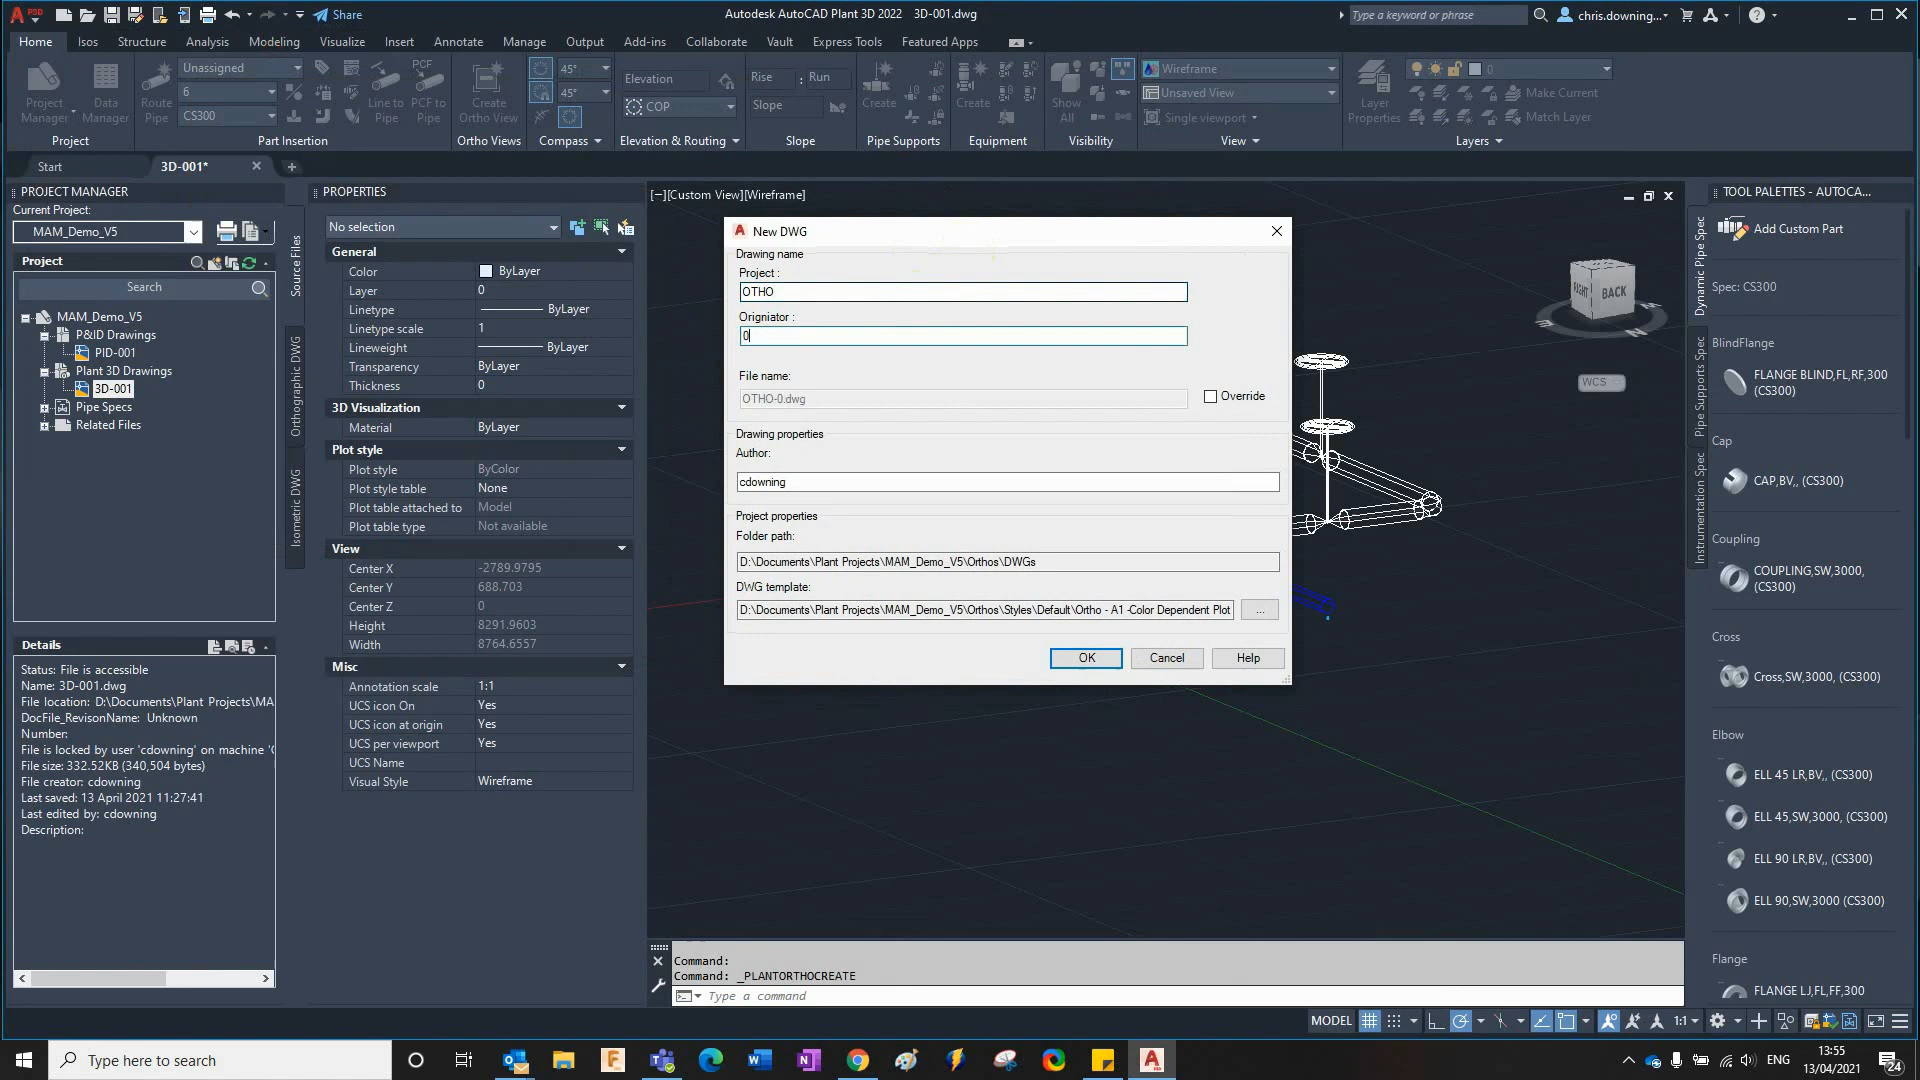 Share
Autodesk AutoCAD Plant 3D 2022 3D-001.dwg
Type a keyword or phrase
chris.downing...
Home Isos Structure Analysis Modeling Visualize Insert Annotate Manage Output Add-ins Collaborate Vault Express Tools Featured Apps
Project Manager
Data Manager
Route Pipe
Unassigned
6
CS300
Line to Pipe
PCF to Pipe
PCF
Create Ortho View
45°
45°
Elevation
COP
Rise : Run
Slope
Create
Create
Show All
Wireframe
Unsaved View
Single viewport
Layer Properties
0
Make Current
Match Layer
Project Part Insertion Ortho Views Compass Elevation & Routing Slope Pipe Supports Equipment Visibility View Layers
Start 3D-001*
PROJECT MANAGER
Current Project:
MAM_Demo_V5
Project
Search
MAM_Demo_V5
P&ID Drawings
PID-001
Plant 3D Drawings
3D-001
Pipe Specs
Related Files
Source Files
Orthographic DWG
Isometric DWG
Details
Status: File is accessible
Name: 3D-001.dwg
File location: D:\Documents\Plant Projects\MA
DocFile_RevisonName: Unknown
Number:
File is locked by user 'cdowning' on machine '
File size: 332.52KB (340,504 bytes)
File creator: cdowning
Last saved: 13 April 2021 11:27:41
Last edited by: cdowning
Description:
PROPERTIES
No selection
General
Color ByLayer
Layer 0
Linetype ByLayer
Linetype scale 1
Lineweight ByLayer
Transparency ByLayer
Thickness 0
3D Visualization
Material ByLayer
Plot style
Plot style ByColor
Plot style table None
Plot table attached to Model
Plot table type Not available
View
Center X -2789.9795
Center Y 688.703
Center Z 0
Height 8291.9603
Width 8764.6557
Misc
Annotation scale 1:1
UCS icon On Yes
UCS icon at origin Yes
UCS per viewport Yes
UCS Name
Visual Style Wireframe
[−][Custom View][Wireframe]
New DWG
Drawing name
Project :
OTHO
Origniator :
0
File name:
OTHO-0.dwg
Override
Drawing properties
Author:
cdowning
Project properties
Folder path:
D:\Documents\Plant Projects\MAM_Demo_V5\Orthos\DWGs
DWG template:
D:\Documents\Plant Projects\MAM_Demo_V5\Orthos\Styles\Default\Ortho - A1 -Color Dependent Plot
...
OK Cancel Help
RIGHT BACK
WCS
Command:
Command: _PLANTORTHOCREATE
Type a command
TOOL PALETTES - AUTOCA...
Dynamic Pipe Spec
Pipe Supports Spec
Instrumentation Spec
Add Custom Part
Spec: CS300
BlindFlange
FLANGE BLIND,FL,RF,300
(CS300)
Cap
CAP,BV,, (CS300)
Coupling
COUPLING,SW,3000,
(CS300)
Cross
Cross,SW,3000, (CS300)
Elbow
ELL 45 LR,BV,, (CS300)
ELL 45,SW,3000, (CS300)
ELL 90 LR,BV,, (CS300)
ELL 90,SW,3000 (CS300)
Flange
FLANGE LJ,FL,FF,300
MODEL 1:1
Type here to search
ENG
13:55
13/04/2021
24